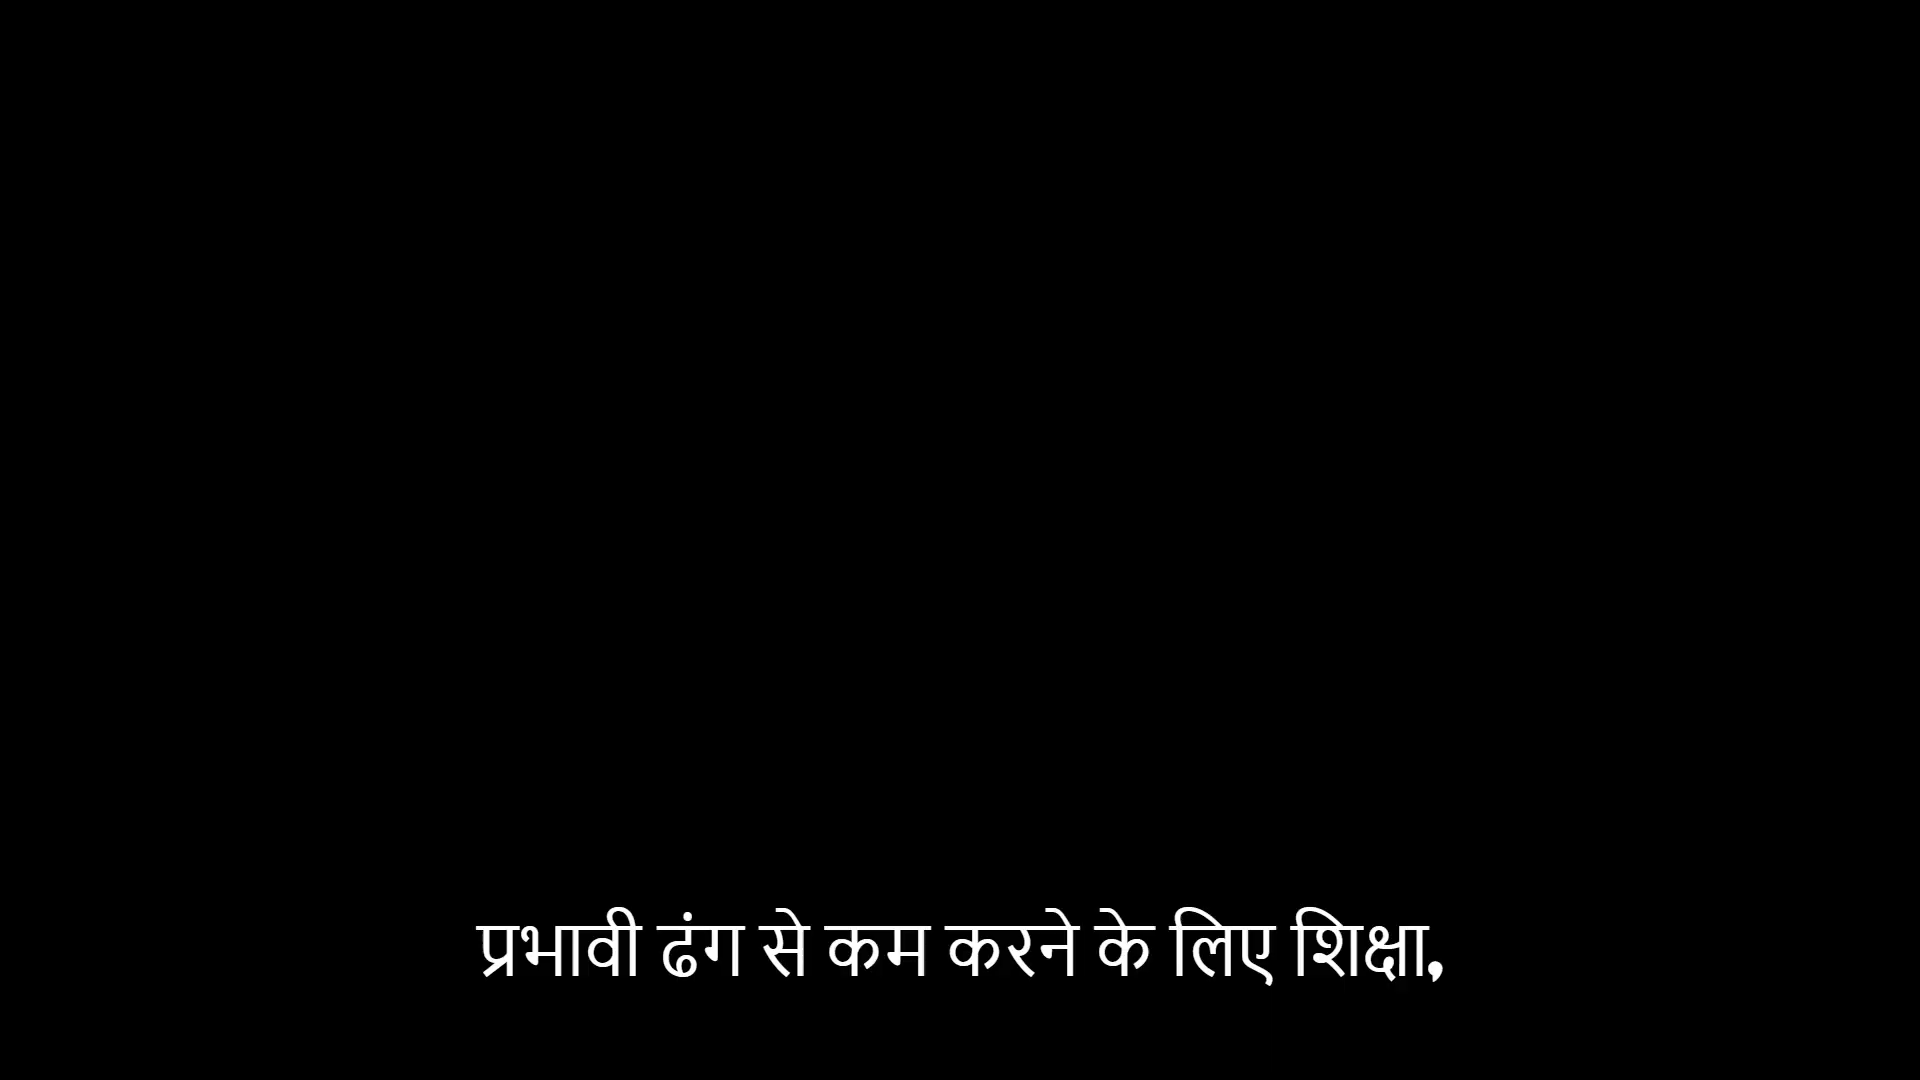 प्रभावी ढंग से कम करने के लिए शिक्षा,